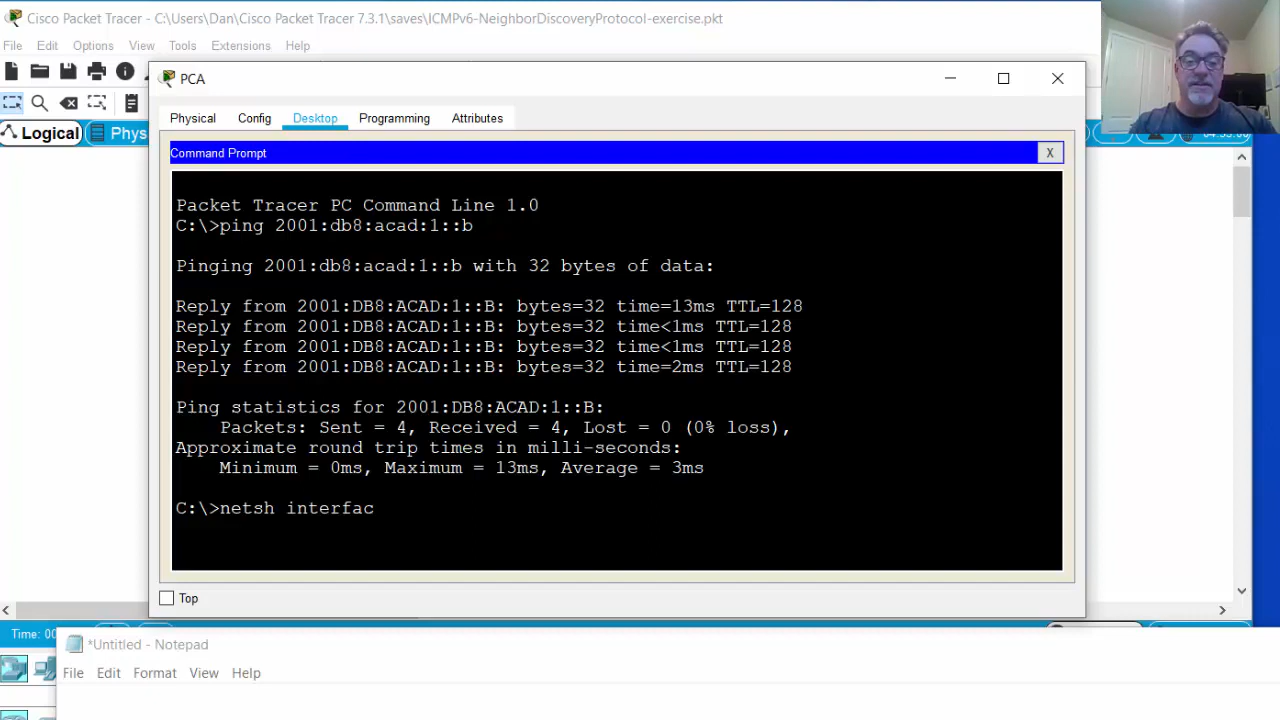 Cisco Packet Tracer - C:\Users\Dan\Cisco Packet Tracer 7.3.1\saves\ICMPv6-NeighborDiscoveryProtocol-exercise.pkt
File Edit Options View Tools Extensions Help
PCA
Physical Config Desktop Programming Attributes
Logical Phys
Command Prompt
X
Packet Tracer PC Command Line 1.0
C:\>ping 2001:db8:acad:1::b
Pinging 2001:db8:acad:1::b with 32 bytes of data:
Reply from 2001:DB8:ACAD:1::B: bytes=32 time=13ms TTL=128
Reply from 2001:DB8:ACAD:1::B: bytes=32 time<1ms TTL=128
Reply from 2001:DB8:ACAD:1::B: bytes=32 time<1ms TTL=128
Reply from 2001:DB8:ACAD:1::B: bytes=32 time=2ms TTL=128
Ping statistics for 2001:DB8:ACAD:1::B:
Packets: Sent = 4, Received = 4, Lost = 0 (0% loss),
Approximate round trip times in milli-seconds:
Minimum = 0ms, Maximum = 13ms, Average = 3ms
C:\>netsh interfac
Top
Time: 00
*Untitled - Notepad
File Edit Format View Help